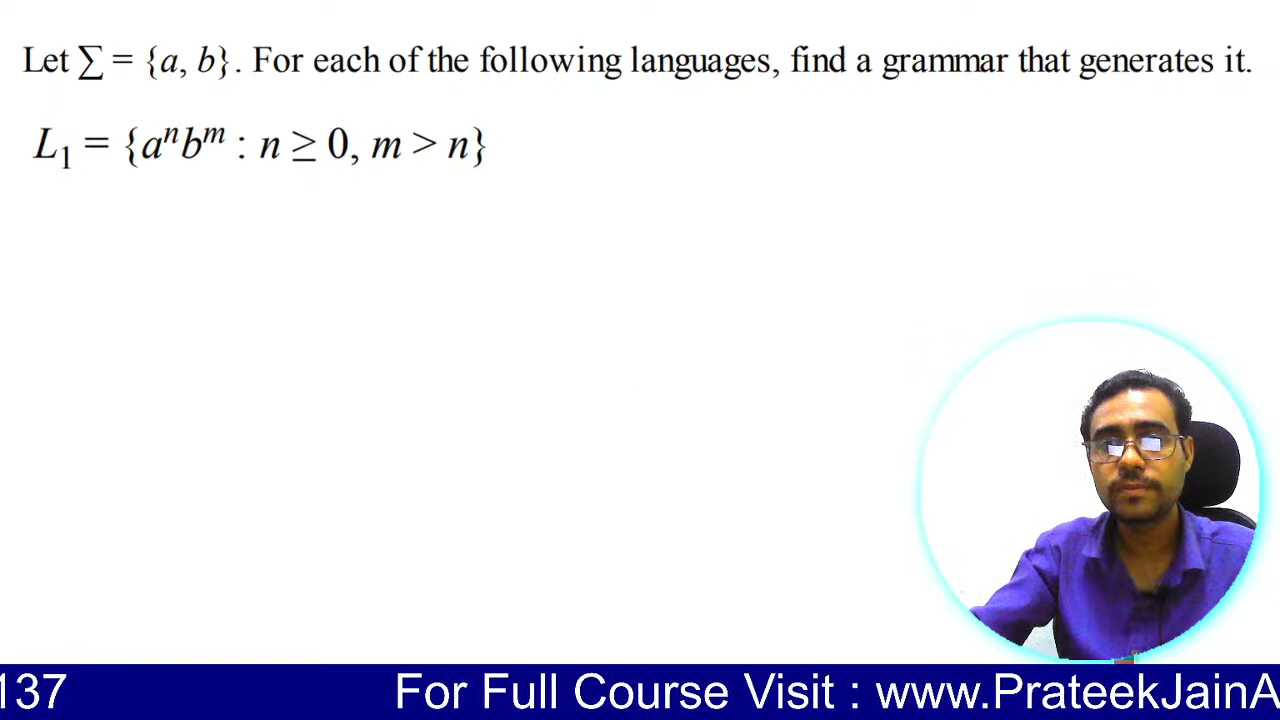 Let ∑ = {a, b}. For each of the following languages, find a grammar that generates it.
L₁ = {aⁿbᵐ : n ≥ 0, m > n}
137 For Full Course Visit : www.PrateekJainA